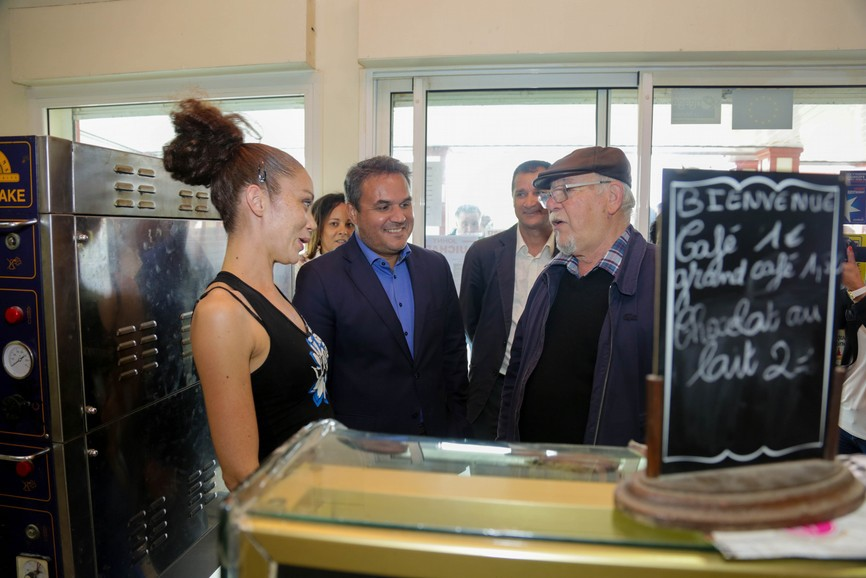 BIENVENUE
Café 1€
grand café 1,
Chocolat au
lait 2
AKE